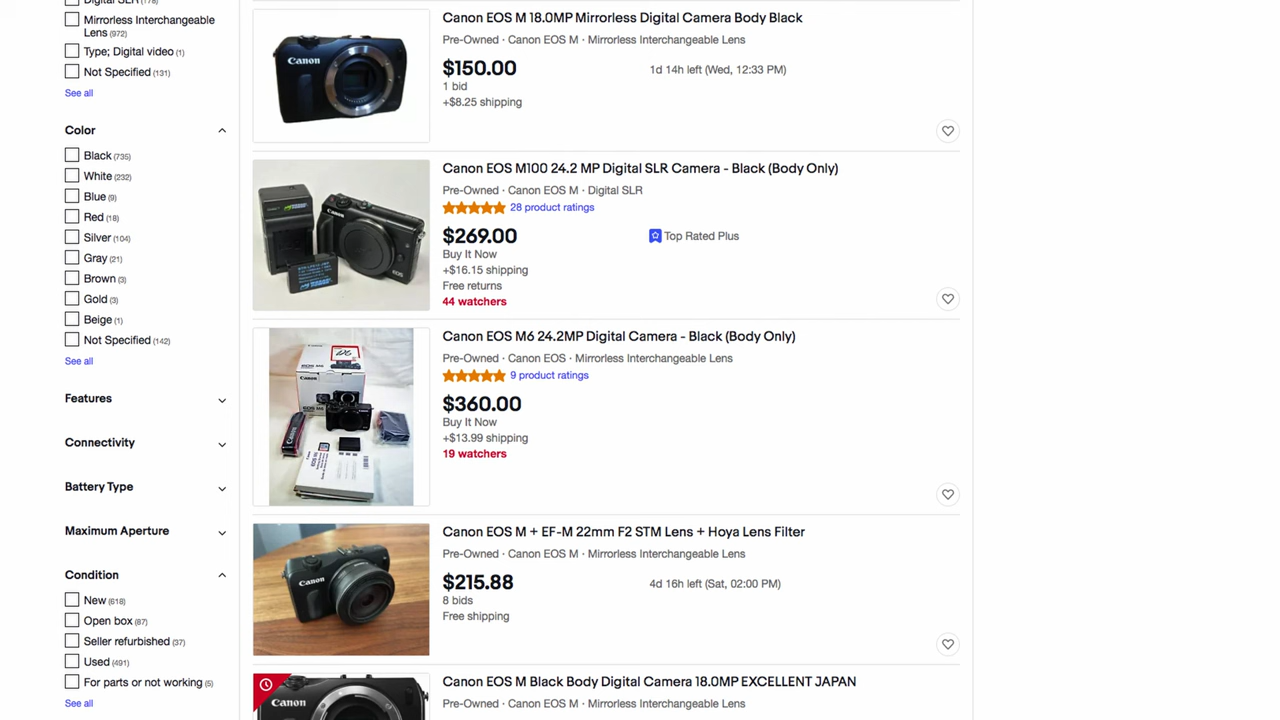 Digital SLR (178)
Mirrorless Interchangeable
Lens (972)
Type; Digital video (1)
Not Specified (131)
See all
Color
Black (735)
White (232)
Blue (9)
Red (18)
Silver (104)
Gray (21)
Brown (3)
Gold (3)
Beige (1)
Not Specified (142)
See all
Features
Connectivity
Battery Type
Maximum Aperture
Condition
New (618)
Open box (87)
Seller refurbished (37)
Used (491)
For parts or not working (5)
See all
Canon
Canon EOS M 18.0MP Mirrorless Digital Camera Body Black
Pre-Owned · Canon EOS M · Mirrorless Interchangeable Lens
$150.00
1d 14h left (Wed, 12:33 PM)
1 bid
+$8.25 shipping
Canon
EOS
Canon EOS M100 24.2 MP Digital SLR Camera - Black (Body Only)
Pre-Owned · Canon EOS M · Digital SLR
28 product ratings
$269.00
Top Rated Plus
Buy It Now
+$16.15 shipping
Free returns
44 watchers
Canon
Canon EOS M6 24.2MP Digital Camera - Black (Body Only)
Pre-Owned · Canon EOS · Mirrorless Interchangeable Lens
9 product ratings
$360.00
Buy It Now
+$13.99 shipping
19 watchers
Canon
Canon EOS M + EF-M 22mm F2 STM Lens + Hoya Lens Filter
Pre-Owned · Canon EOS M · Mirrorless Interchangeable Lens
$215.88
4d 16h left (Sat, 02:00 PM)
8 bids
Free shipping
Canon
Canon EOS M Black Body Digital Camera 18.0MP EXCELLENT JAPAN
Pre-Owned · Canon EOS M · Mirrorless Interchangeable Lens